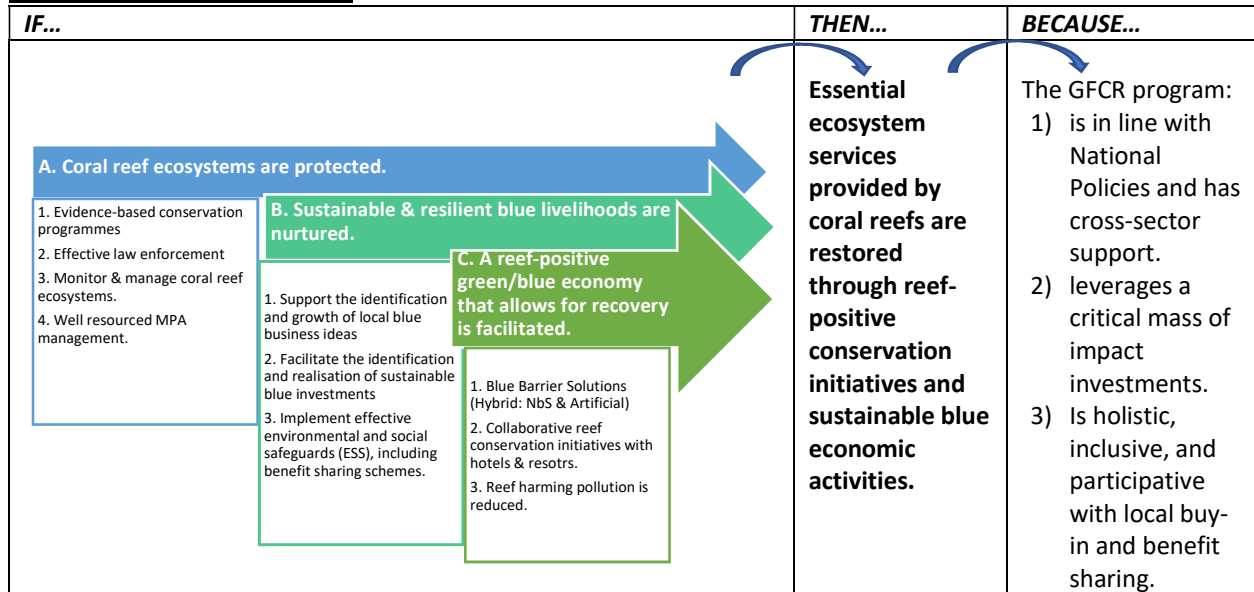 IF…
THEN…
BECAUSE…
A. Coral reef ecosystems are protected.
1. Evidence-based conservation
programmes
2. Effective law enforcement
3. Monitor & manage coral reef
ecosystems.
4. Well resourced MPA
management.
B. Sustainable & resilient blue livelihoods are
nurtured.
1. Support the identification
and growth of local blue
business ideas
2. Facilitate the identification
and realisation of sustainable
blue investments
3. Implement effective
environmental and social
safeguards (ESS), including
benefit sharing schemes.
C. A reef-positive
green/blue economy
that allows for recovery
is facilitated.
1. Blue Barrier Solutions
(Hybrid: NbS & Artificial)
2. Collaborative reef
conservation initiatives with
hotels & resotrs.
3. Reef harming pollution is
reduced.
Essential
ecosystem
services
provided by
coral reefs are
restored
through reef-
positive
conservation
initiatives and
sustainable blue
economic
activities.
The GFCR program:
1) is in line with
National
Policies and has
cross-sector
support.
2) leverages a
critical mass of
impact
investments.
3) Is holistic,
inclusive, and
participative
with local buy-
in and benefit
sharing.